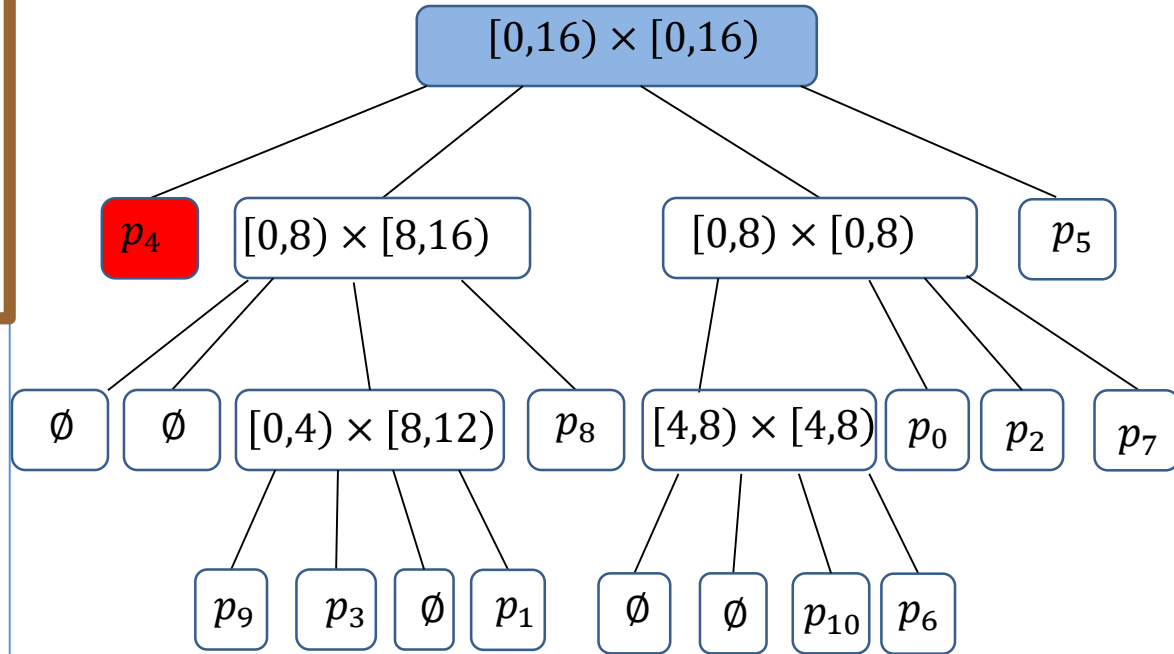 [0,16) × [0,16)
p₄ [0,8) × [8,16) [0,8) × [0,8) p₅
∅ ∅ [0,4) × [8,12) p₈ [4,8) × [4,8) p₀ p₂ p₇
p₉ p₃ ∅ p₁ ∅ ∅ p₁₀ p₆